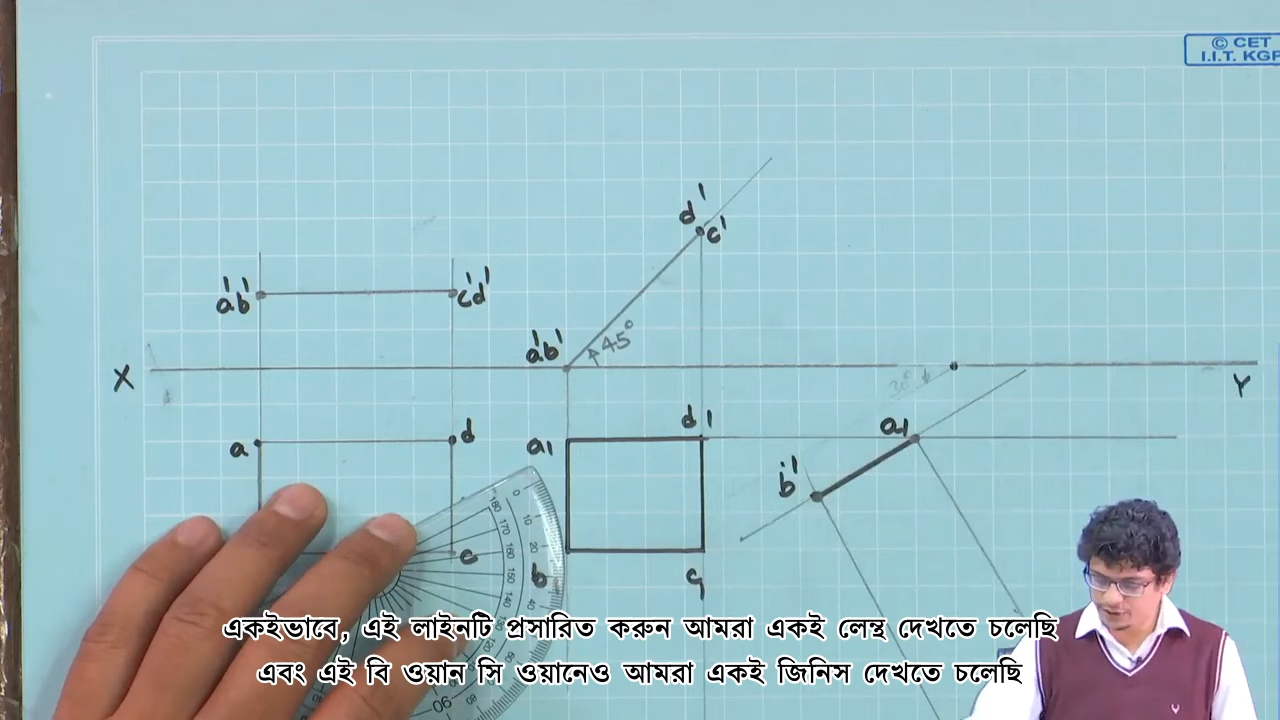 © CET
I.I.T. KGP
d'
c'
a'b'
c'd'
a'b'
45°
X
30°
Y
a
d
a1
d1
a1
b'
c
b
একইভাবে, এই লাইনটি প্রসারিত করুন আমরা একই লেন্থ দেখতে চলেছি
এবং এই বি ওয়ান সি ওয়ানেও আমরা একই জিনিস দেখতে চলেছি